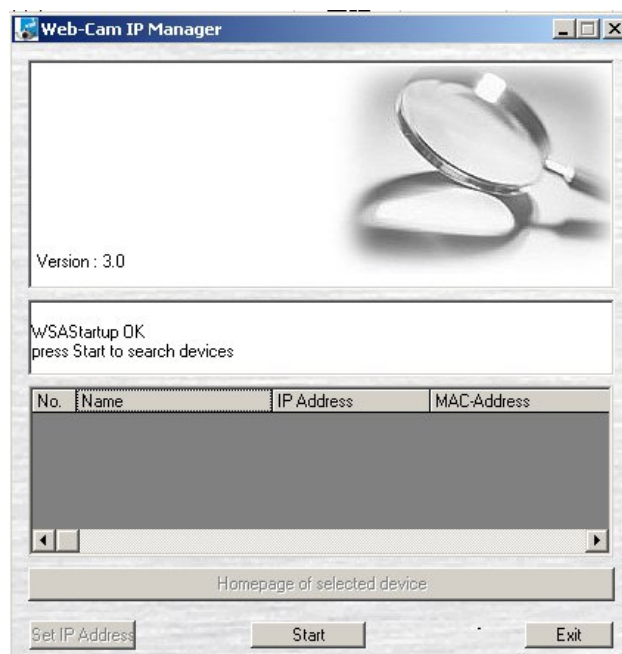 Web-Cam IP Manager
Version : 3.0
WSAStartup OK
press Start to search devices
No. Name IP Address MAC-Address
Homepage of selected device
Set IP Address Start Exit